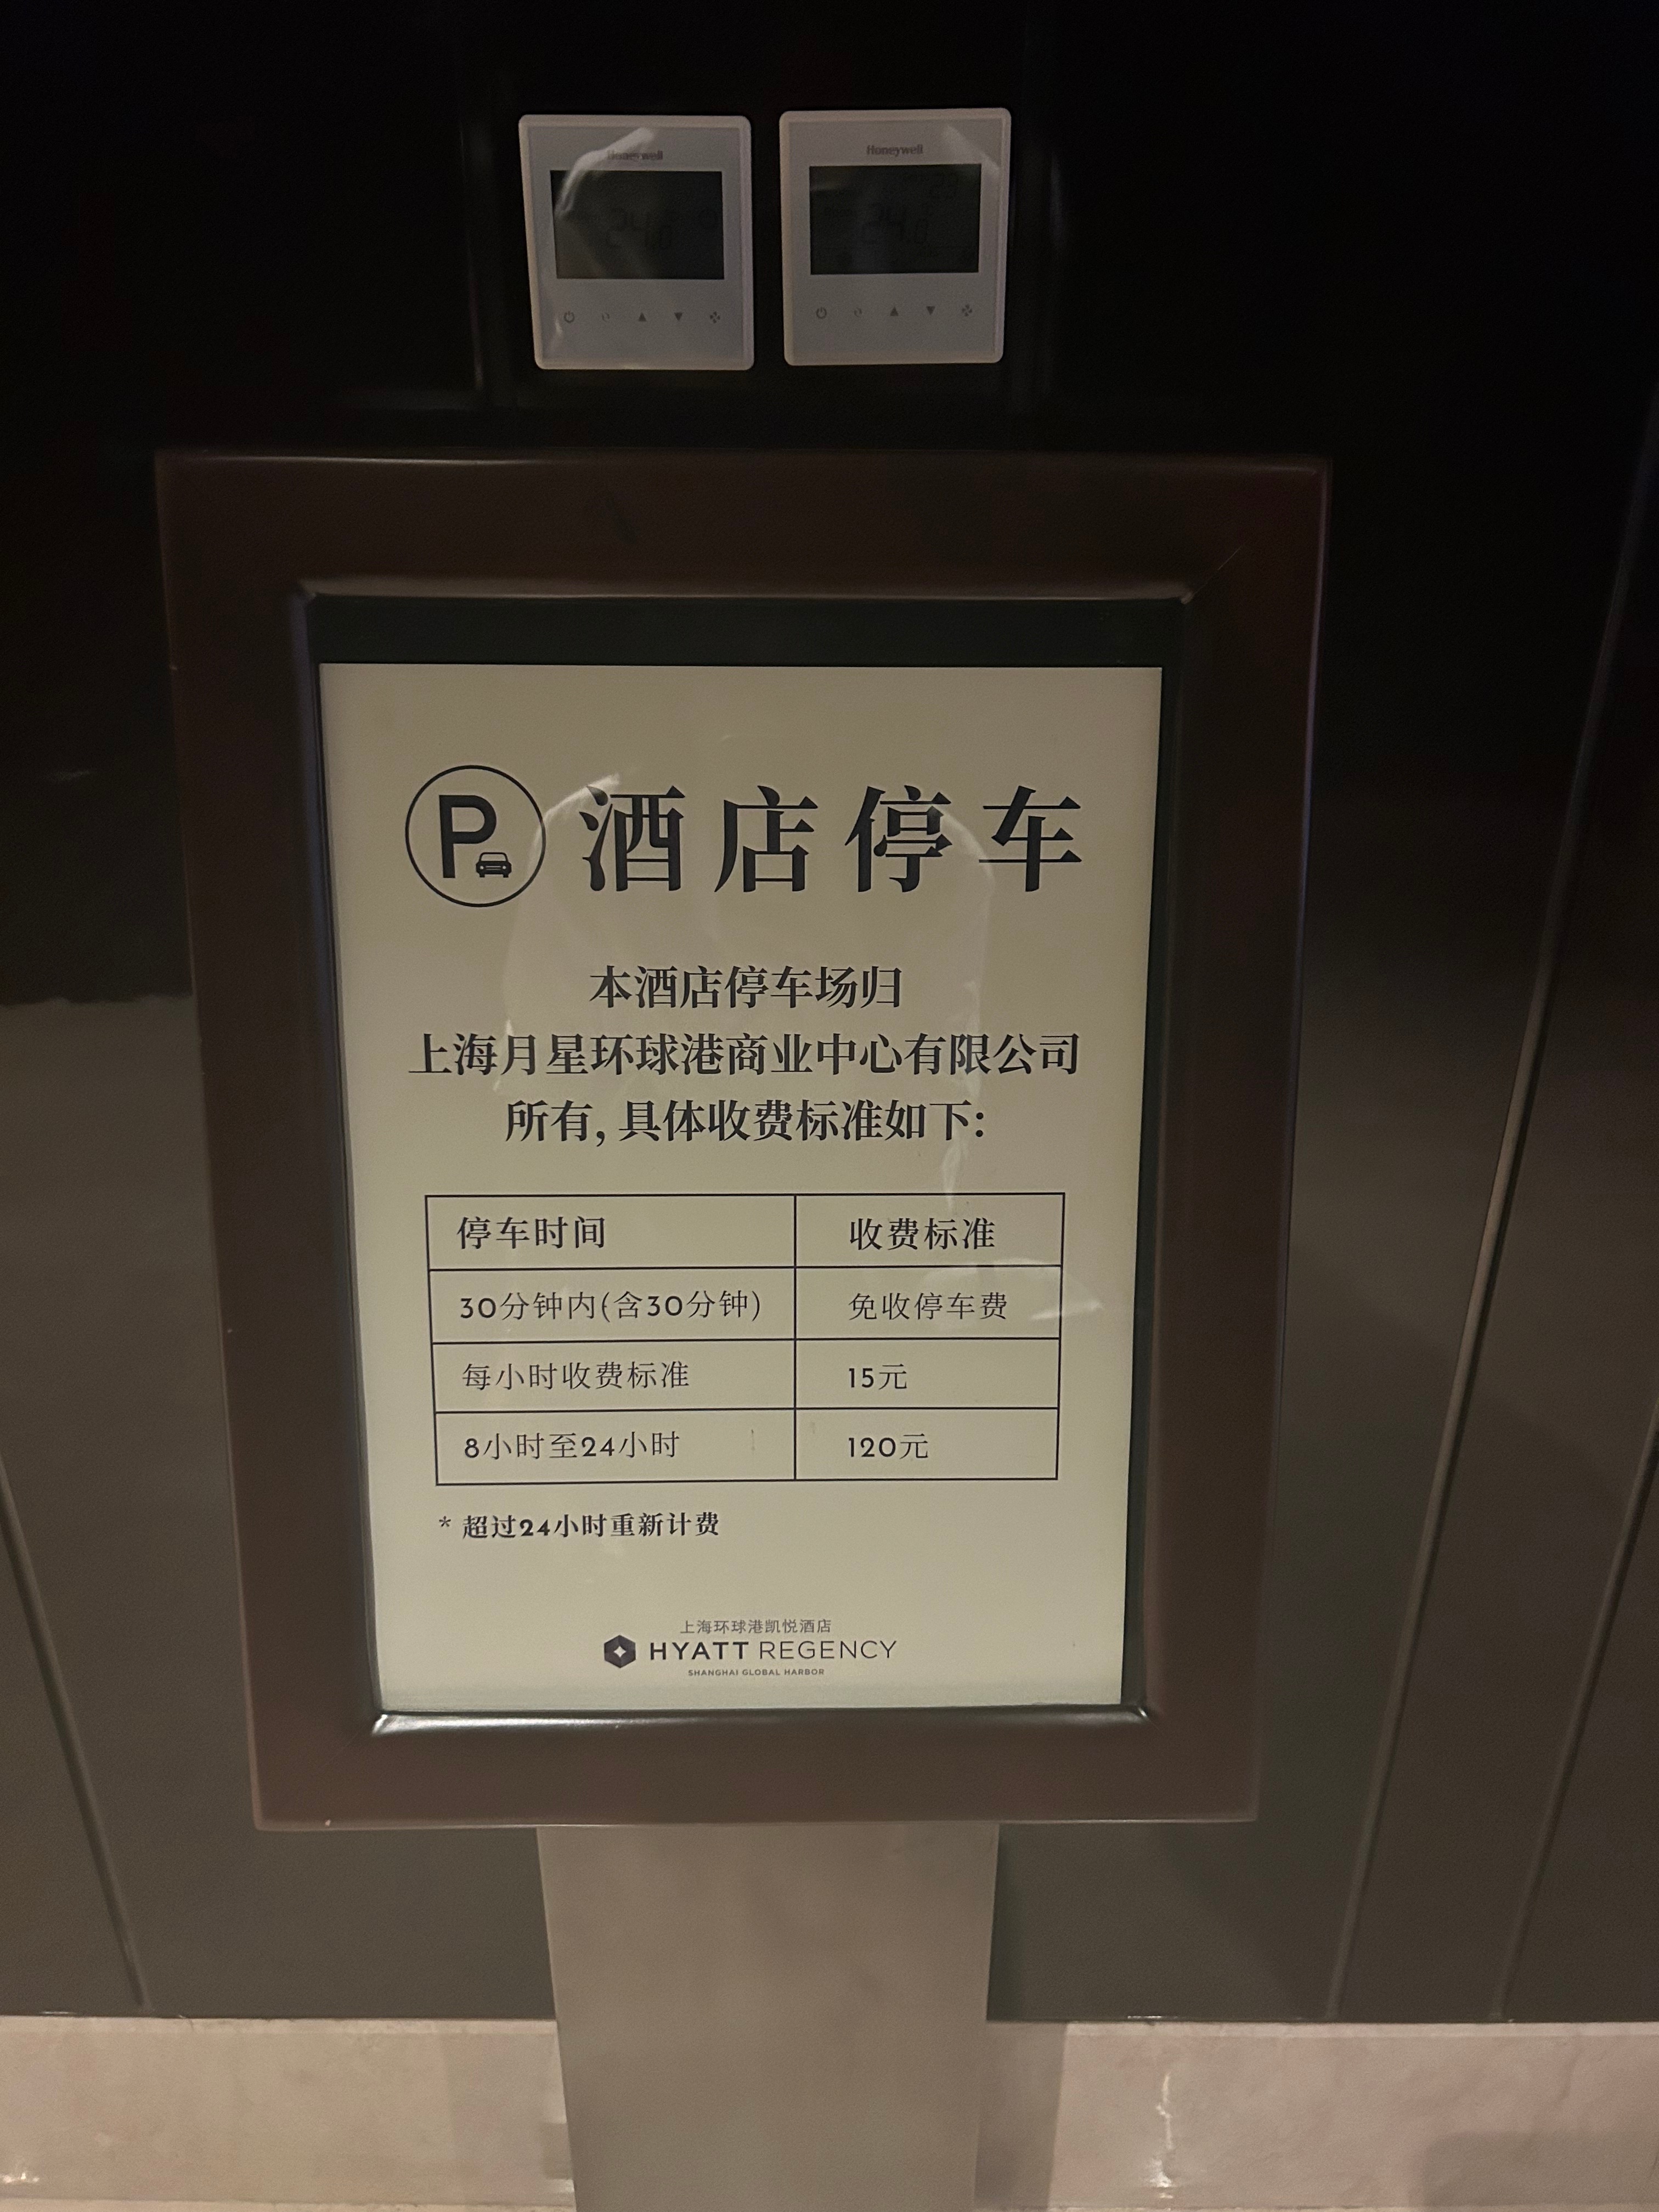 Honeywell
Honeywell
24.0
P 酒店停车
本酒店停车场归
上海月星环球港商业中心有限公司
所有,具体收费标准如下:
停车时间 收费标准
30分钟内(含30分钟) 免收停车费
每小时收费标准 15元
8小时至24小时 120元
* 超过24小时重新计费
上海环球港凯悦酒店
HYATT REGENCY
SHANGHAI GLOBAL HARBOR